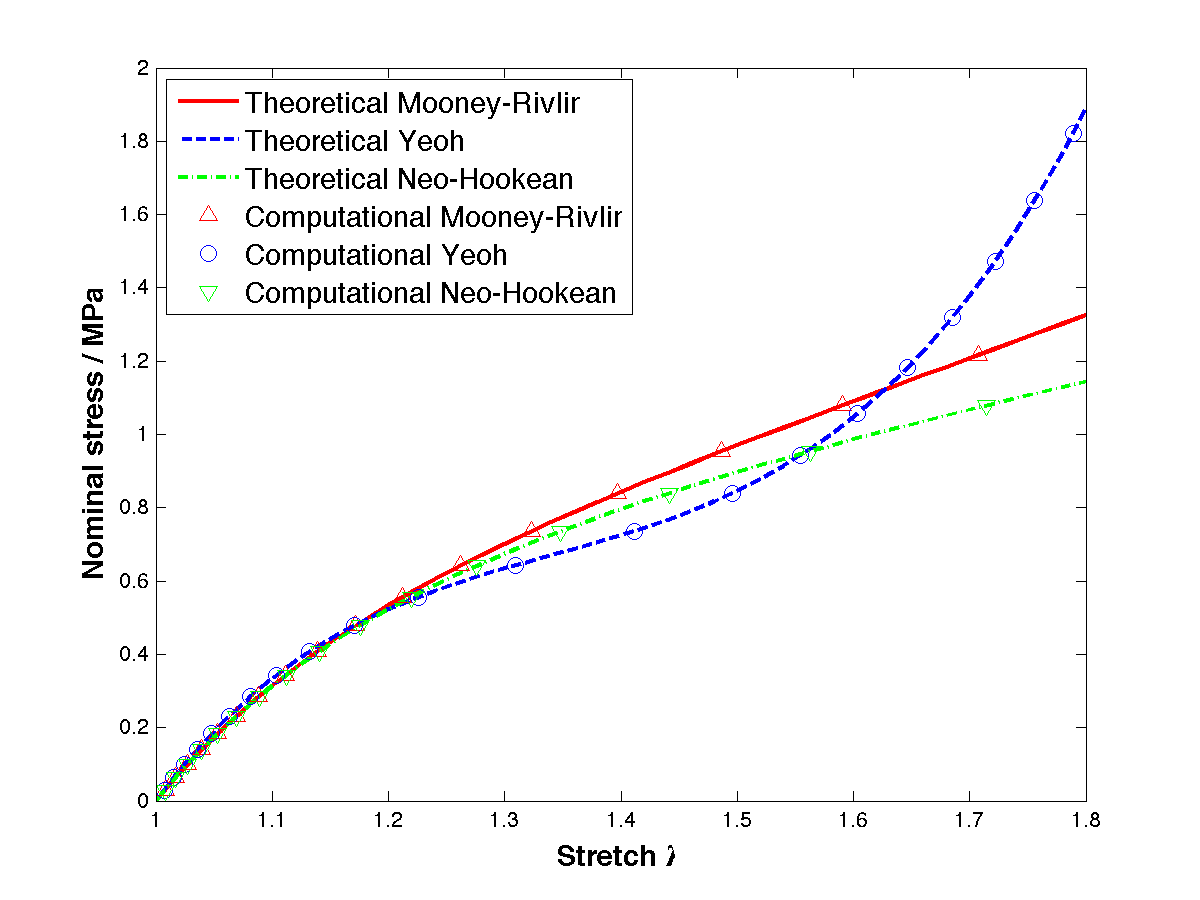 2
1.8
1.6
1.4
1.2
1
0.8
0.6
0.4
0.2
0
Nominal stress / MPa
Theoretical Mooney-Rivlir
Theoretical Yeoh
Theoretical Neo-Hookean
Computational Mooney-Rivlir
Computational Yeoh
Computational Neo-Hookean
1 1.1 1.2 1.3 1.4 1.5 1.6 1.7 1.8
Stretch λ